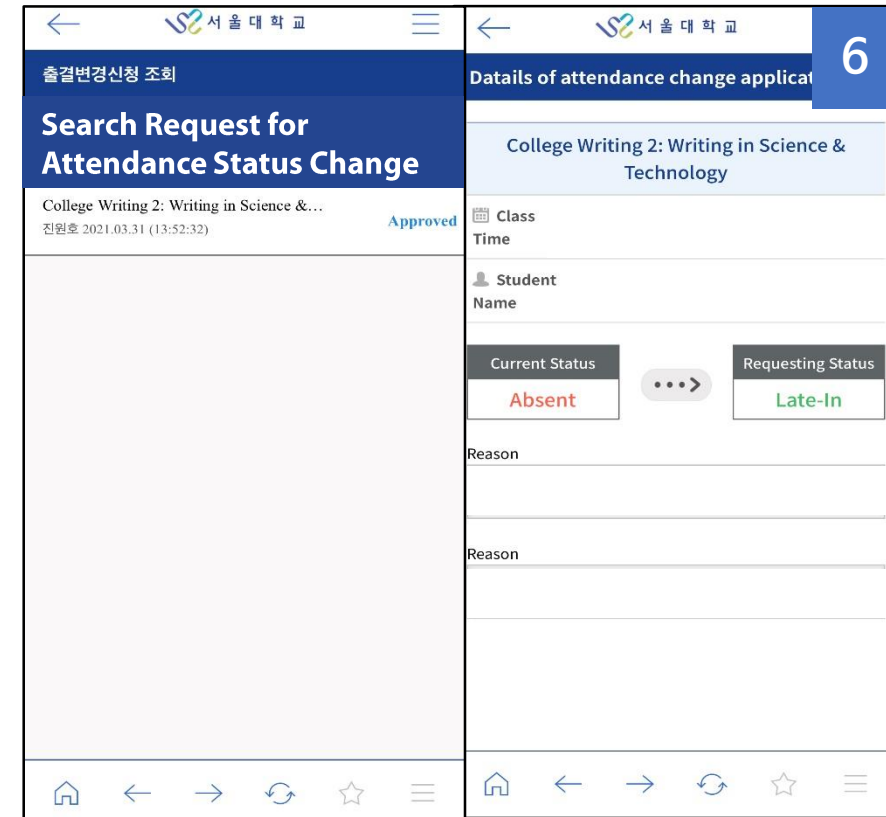 서울대학교
출결변경신청 조회
Search Request for
Attendance Status Change
College Writing 2: Writing in Science &...
진원호 2021.03.31 (13:52:32)
Approved
서울대학교
6
Datails of attendance change applicat
College Writing 2: Writing in Science &
Technology
Class
Time
Student
Name
Current Status
Requesting Status
Absent
Late-In
Reason
Reason